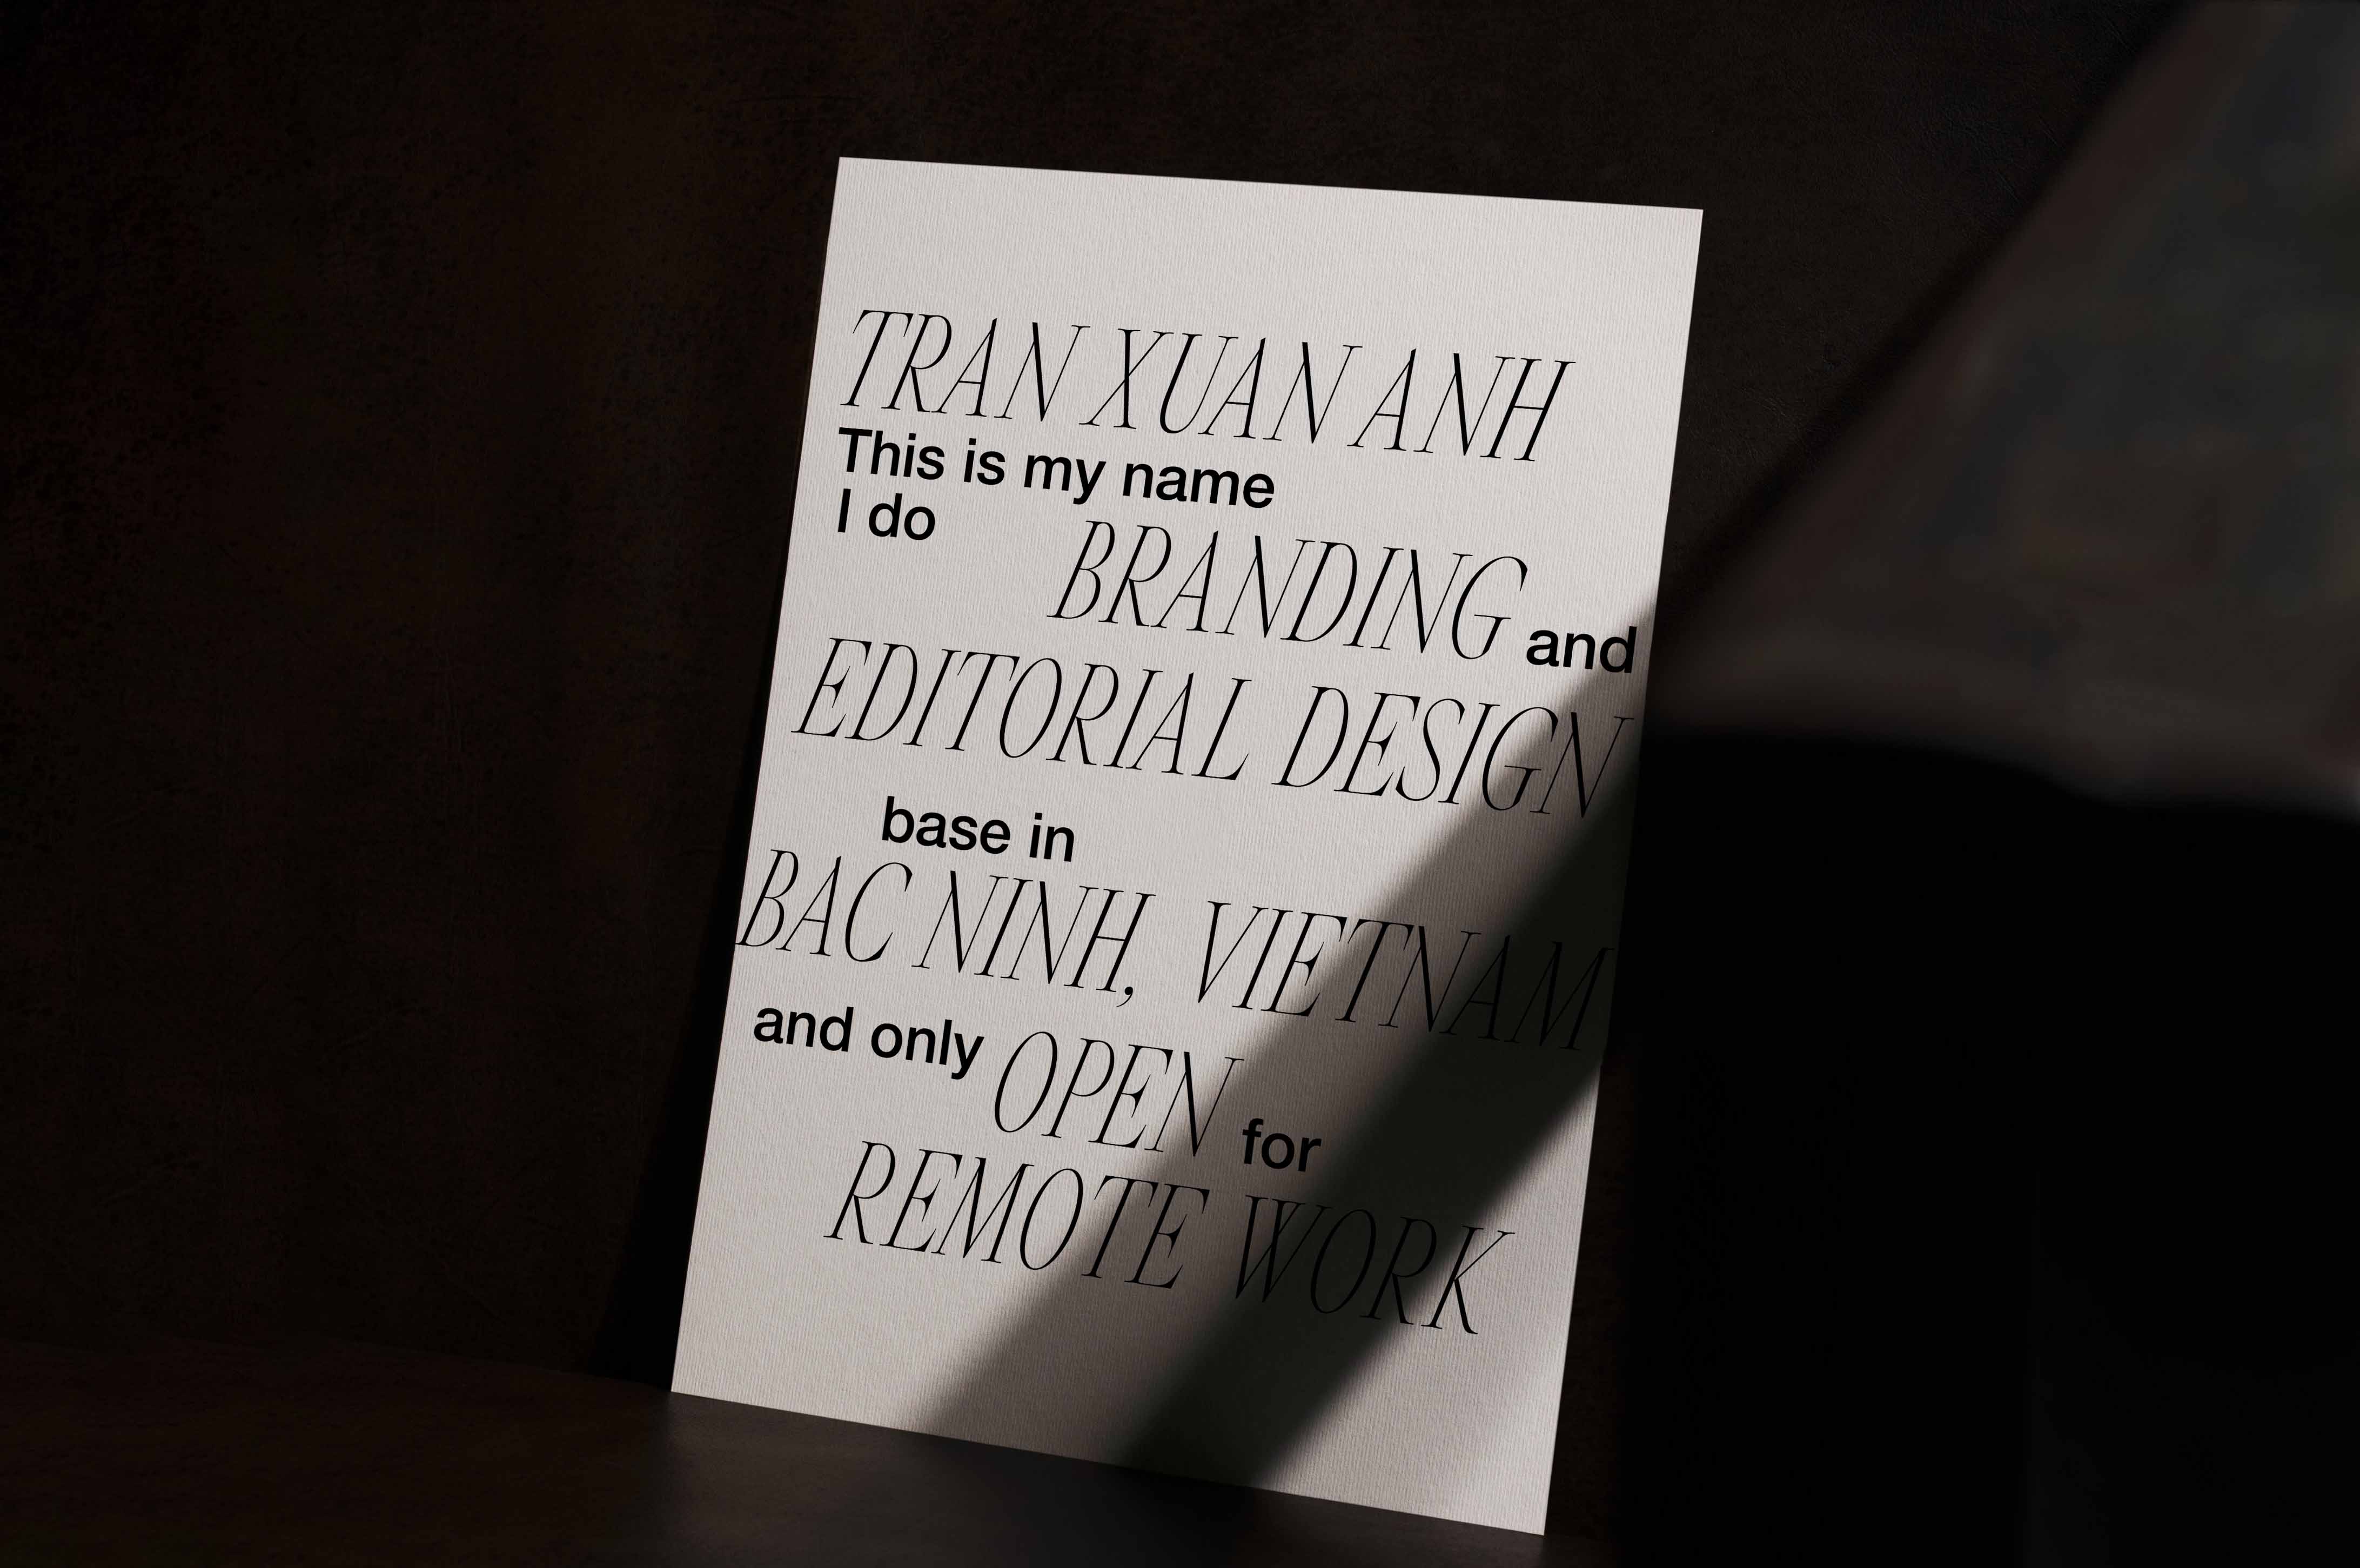 TRAN XUAN ANH
This is my name
I do BRANDING and
EDITORIAL DESIGN
base in
BAC NINH, VIETNAM
and only OPEN for
REMOTE WORK